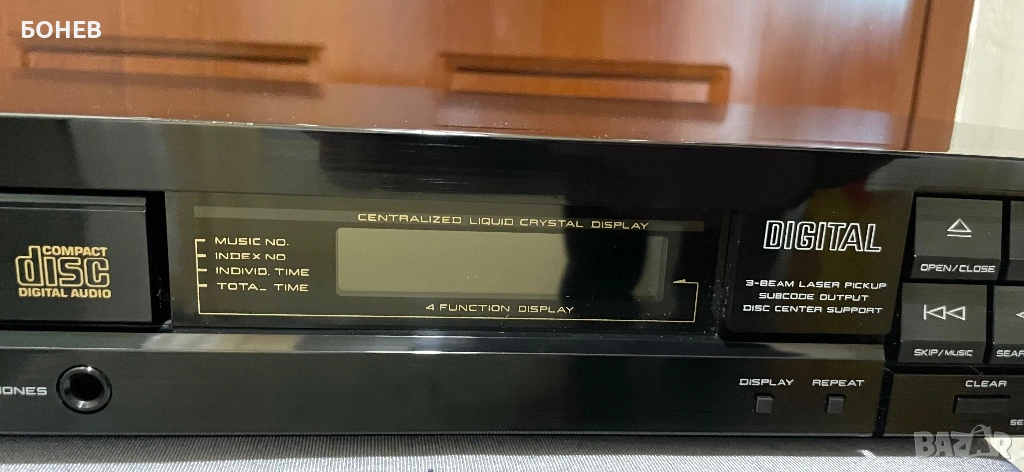 БОНЕВ
COMPACT
disc
DIGITAL AUDIO
CENTRALIZED LIQUID CRYSTAL DISPLAY
MUSIC NO.
INDEX NO
INDIVID. TIME
TOTAL TIME
4 FUNCTION DISPLAY
DIGITAL
3-BEAM LASER PICKUP
SUBCODE OUTPUT
DISC CENTER SUPPORT
OPEN/CLOSE
SKIP/MUSIC
DISPLAY
REPEAT
CLEAR
BAZAR